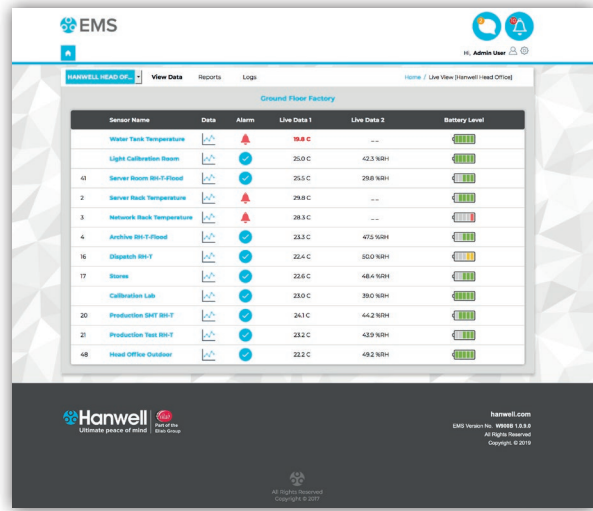 EMS
Hi, Admin User
HANWELL HEAD OF... View Data Reports Logs Home / Live View [Hanwell Head Office]
Ground Floor Factory
Sensor Name Data Alarm Live Data 1 Live Data 2 Battery Level
Water Tank Temperature 19.8 C --
Light Calibration Room 25.0 C 42.3 %RH
41 Server Room RH-T-Flood 25.5 C 29.8 %RH
2 Server Rack Temperature 29.8 C --
3 Network Rack Temperature 28.3 C --
4 Archive RH-T-Flood 23.3 C 47.5 %RH
16 Dispatch RH-T 22.4 C 50.0 %RH
17 Stores 22.6 C 48.4 %RH
Calibration Lab 23.0 C 39.0 %RH
20 Production SMT RH-T 24.1 C 44.2 %RH
21 Production Test RH-T 23.2 C 43.9 %RH
48 Head Office Outdoor 22.2 C 49.2 %RH
Hanwell
Ultimate peace of mind
Part of the
Ellab Group
hanwell.com
EMS Version No. W900B 1.0.9.0
All Rights Reserved
Copyright. © 2019
All Rights Reserved
Copyright © 2017